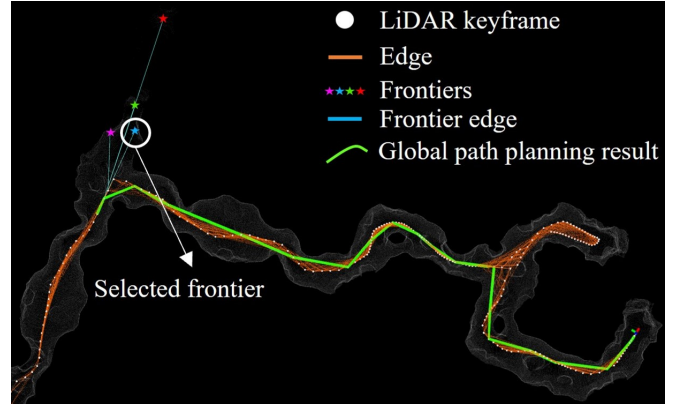 LiDAR keyframe
Edge
Frontiers
Frontier edge
Global path planning result
Selected frontier